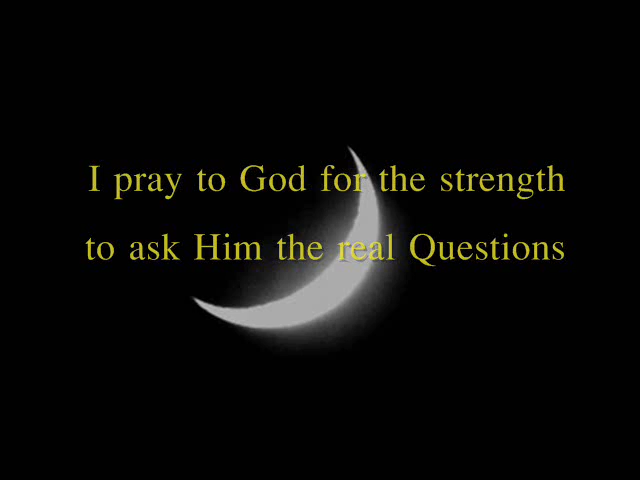 I pray to God for the strength
to ask Him the real Questions